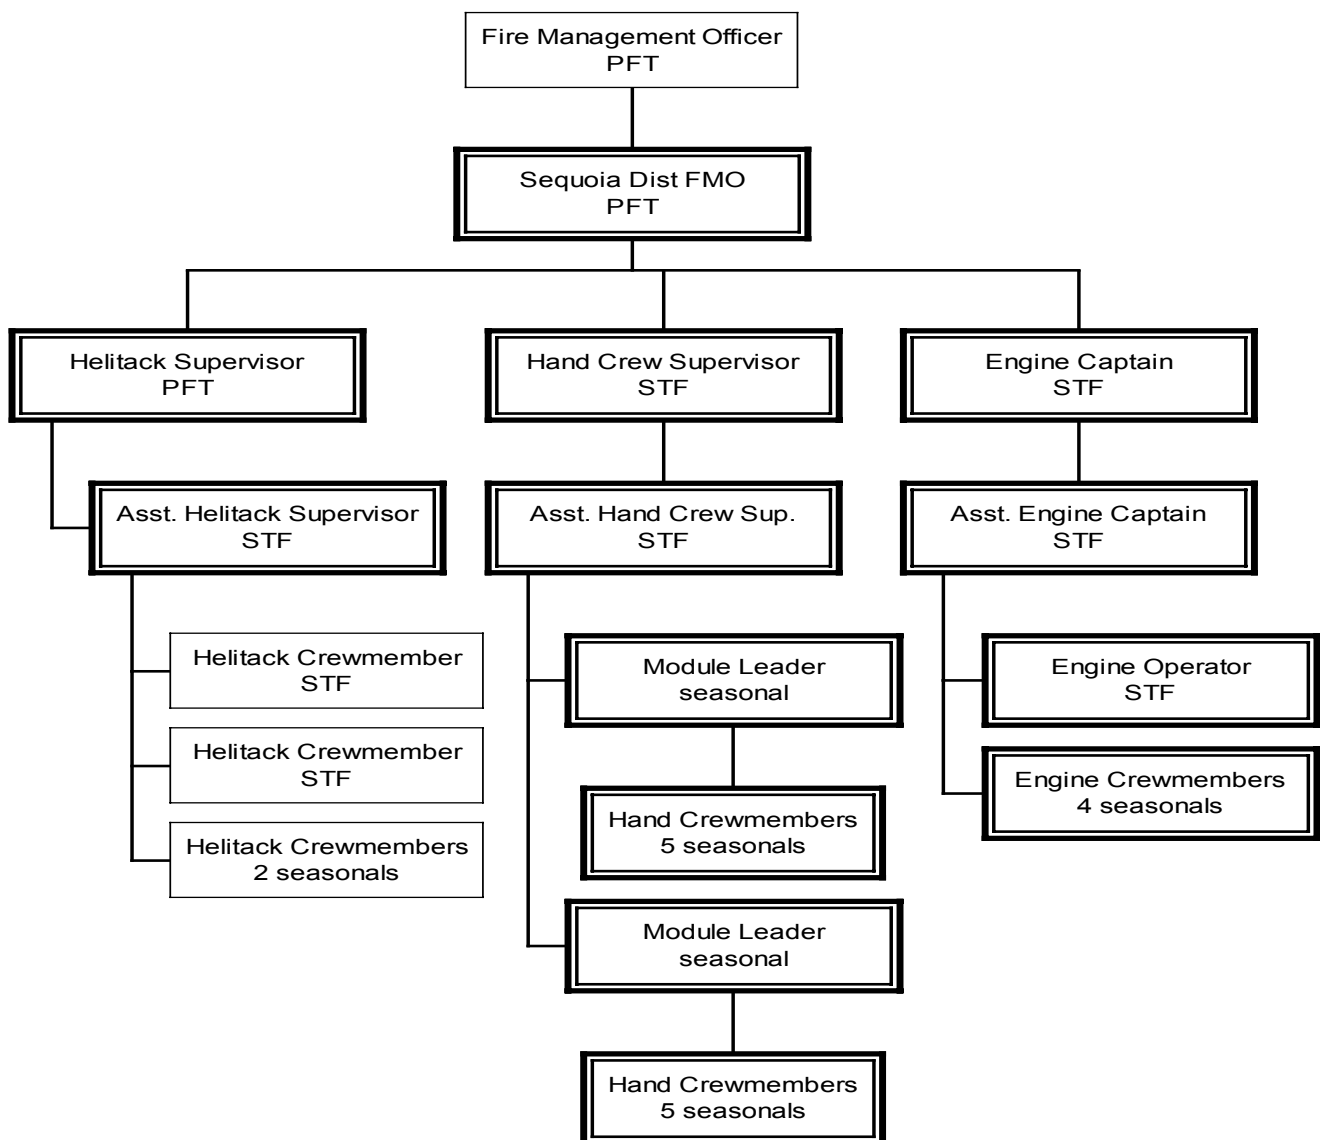 Fire Management Officer
PFT
Sequoia Dist FMO
PFT
Helitack Supervisor
PFT
Hand Crew Supervisor
STF
Engine Captain
STF
Asst. Helitack Supervisor
STF
Asst. Hand Crew Sup.
STF
Asst. Engine Captain
STF
Helitack Crewmember
STF
Helitack Crewmember
STF
Helitack Crewmembers
2 seasonals
Module Leader
seasonal
Hand Crewmembers
5 seasonals
Module Leader
seasonal
Hand Crewmembers
5 seasonals
Engine Operator
STF
Engine Crewmembers
4 seasonals